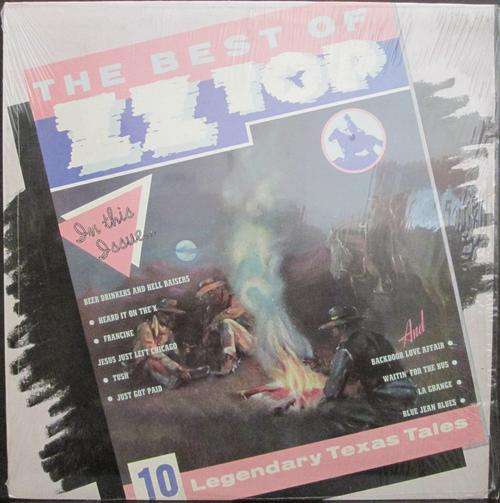 THE BEST OF
ZZ TOP
In this
Issue...
BEER DRINKERS AND HELL RAISERS
• HEARD IT ON THE X
• FRANCINE
JESUS JUST LEFT CHICAGO
• TUSH
• JUST GOT PAID
And
BACKDOOR LOVE AFFAIR •
WAITIN' FOR THE BUS •
LA GRANGE •
BLUE JEAN BLUES •
10 Legendary Texas Tales